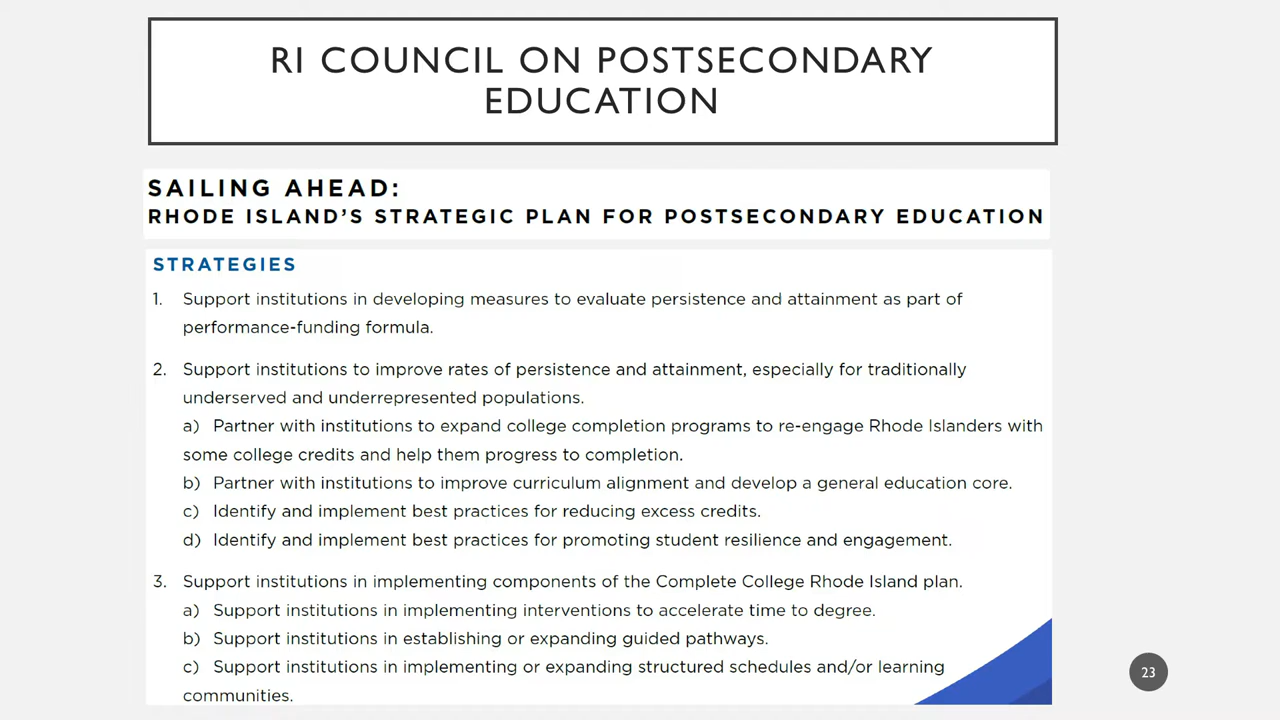 RI COUNCIL ON POSTSECONDARY
EDUCATION
SAILING AHEAD:
RHODE ISLAND'S STRATEGIC PLAN FOR POSTSECONDARY EDUCATION
STRATEGIES
1. Support institutions in developing measures to evaluate persistence and attainment as part of
performance-funding formula.
2. Support institutions to improve rates of persistence and attainment, especially for traditionally
underserved and underrepresented populations.
a) Partner with institutions to expand college completion programs to re-engage Rhode Islanders with
some college credits and help them progress to completion.
b) Partner with institutions to improve curriculum alignment and develop a general education core.
c) Identify and implement best practices for reducing excess credits.
d) Identify and implement best practices for promoting student resilience and engagement.
3. Support institutions in implementing components of the Complete College Rhode Island plan.
a) Support institutions in implementing interventions to accelerate time to degree.
b) Support institutions in establishing or expanding guided pathways.
c) Support institutions in implementing or expanding structured schedules and/or learning
communities.
23